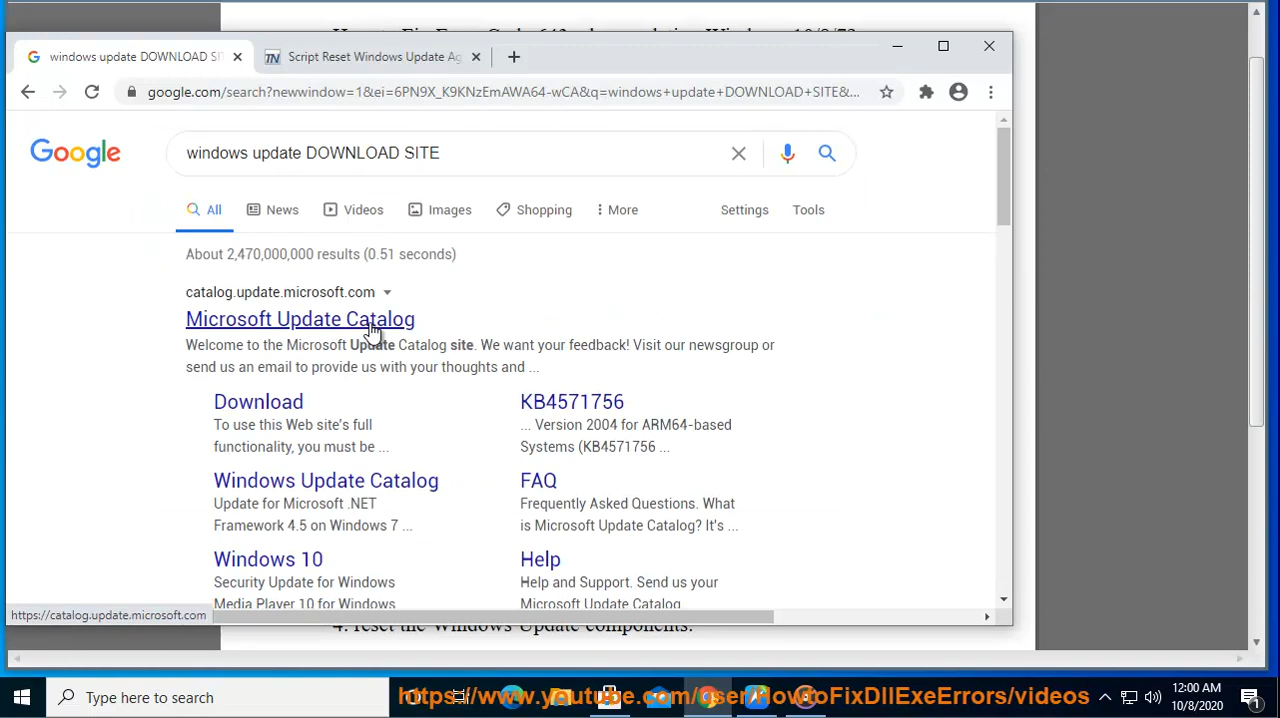 windows update DOWNLOAD SI
Script Reset Windows Update Ag
google.com/search?newwindow=1&ei=6PN9X_K9KNzEmAWA64-wCA&q=windows+update+DOWNLOAD+SITE&...
Google
windows update DOWNLOAD SITE
All
News
Videos
Images
Shopping
More
Settings
Tools
About 2,470,000,000 results (0.51 seconds)
catalog.update.microsoft.com
Microsoft Update Catalog
Welcome to the Microsoft Update Catalog site. We want your feedback! Visit our newsgroup or
send us an email to provide us with your thoughts and ...
Download
To use this Web site's full
functionality, you must be ...
KB4571756
... Version 2004 for ARM64-based
Systems (KB4571756 ...
Windows Update Catalog
Update for Microsoft .NET
Framework 4.5 on Windows 7 ...
FAQ
Frequently Asked Questions. What
is Microsoft Update Catalog? It's ...
Windows 10
Security Update for Windows
Media Player 10 for Windows
Help
Help and Support. Send us your
Microsoft Update Catalog
https://catalog.update.microsoft.com
4. reset the Windows Update components.
Type here to search
https://www.youtube.com/user/HowtoFixDllExeErrors/videos
12:00 AM
10/8/2020